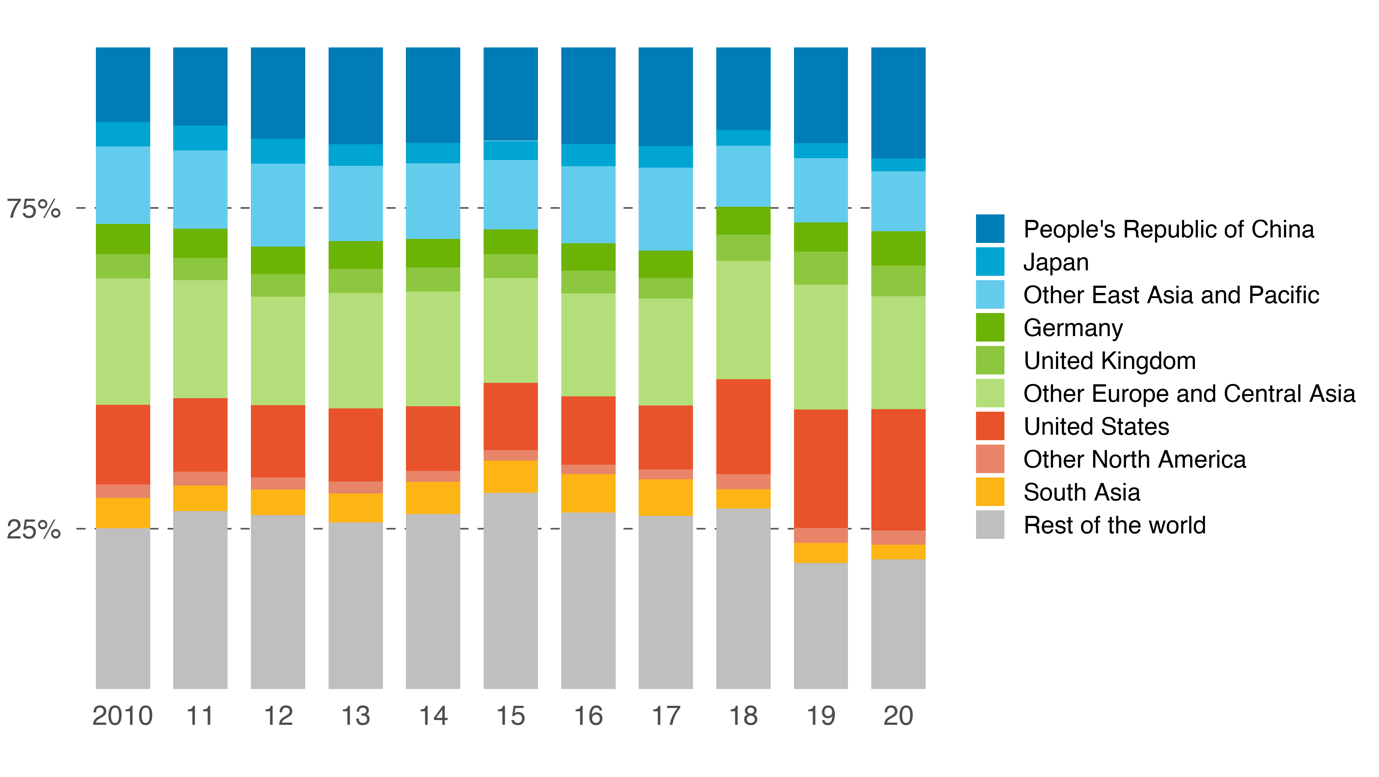 75%
25%
2010 11 12 13 14 15 16 17 18 19 20
People's Republic of China
Japan
Other East Asia and Pacific
Germany
United Kingdom
Other Europe and Central Asia
United States
Other North America
South Asia
Rest of the world